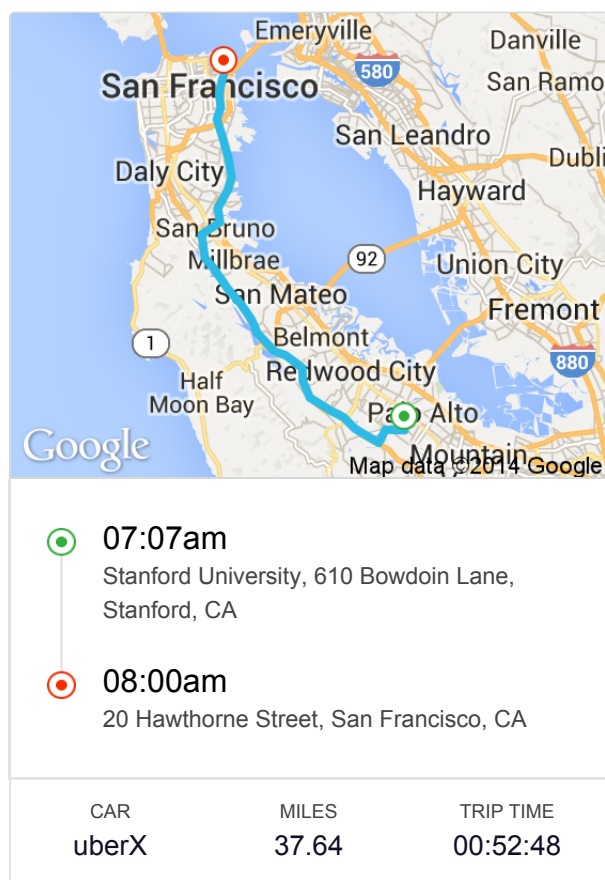 Emeryville
Danville
580
San Francisco
San Ramo
San Leandro
Dubli
Daly City
Hayward
San Bruno
92
Millbrae
Union City
San Mateo
Fremont
1
Belmont
880
Redwood City
Half
Moon Bay
Palo Alto
Google
Mountain
Map data ©2014 Google
07:07am
Stanford University, 610 Bowdoin Lane,
Stanford, CA
08:00am
20 Hawthorne Street, San Francisco, CA
CAR MILES TRIP TIME
uberX 37.64 00:52:48